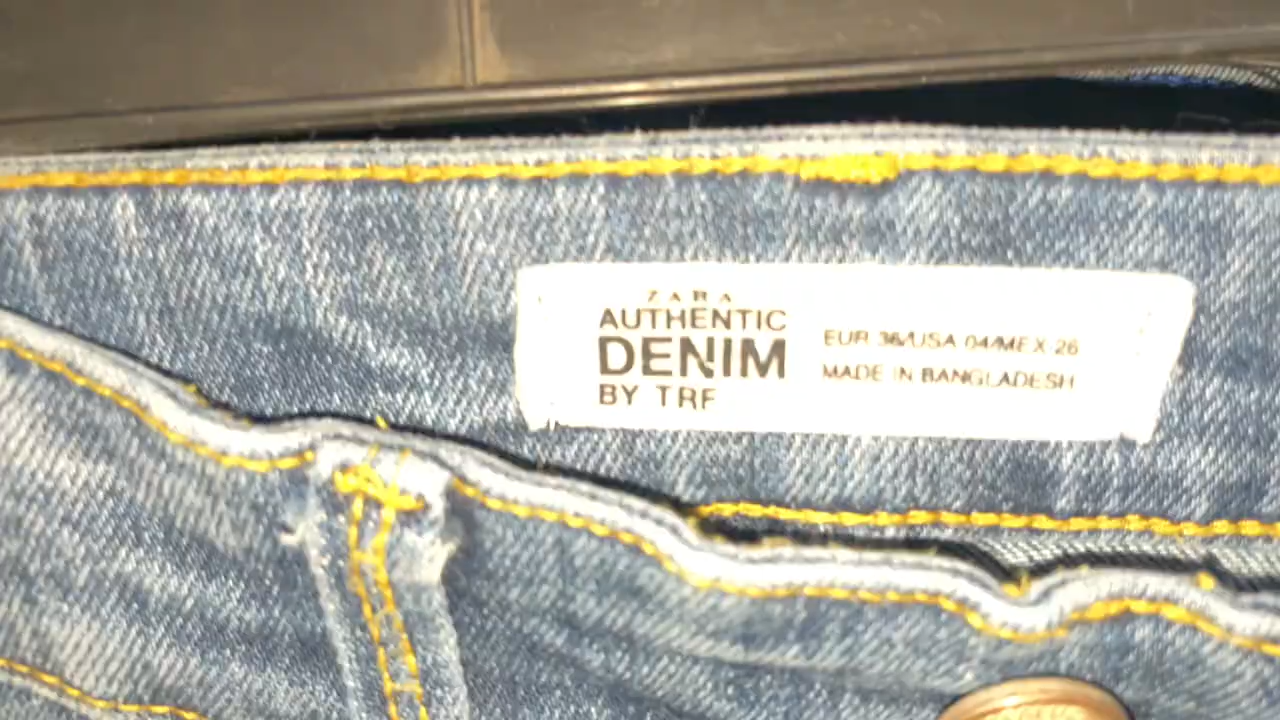 ZARA
AUTHENTIC
DENIM
BY TRF
EUR 36/USA 04/MEX 26
MADE IN BANGLADESH